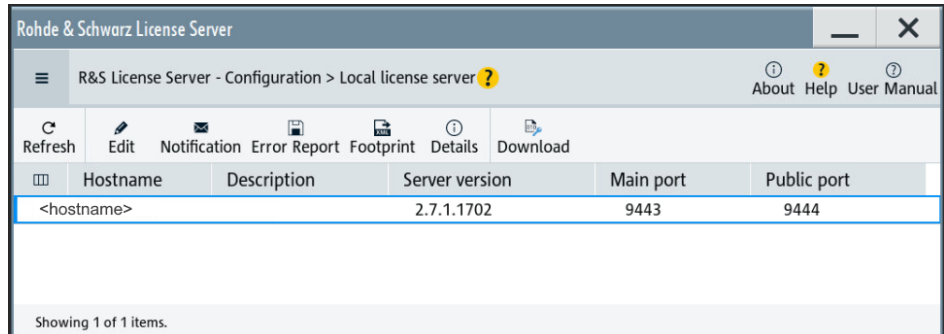 Rohde & Schwarz License Server
R&S License Server - Configuration > Local license server ?
About Help User Manual
Refresh Edit Notification Error Report Footprint Details Download
Hostname Description Server version Main port Public port
<hostname> 2.7.1.1702 9443 9444
Showing 1 of 1 items.